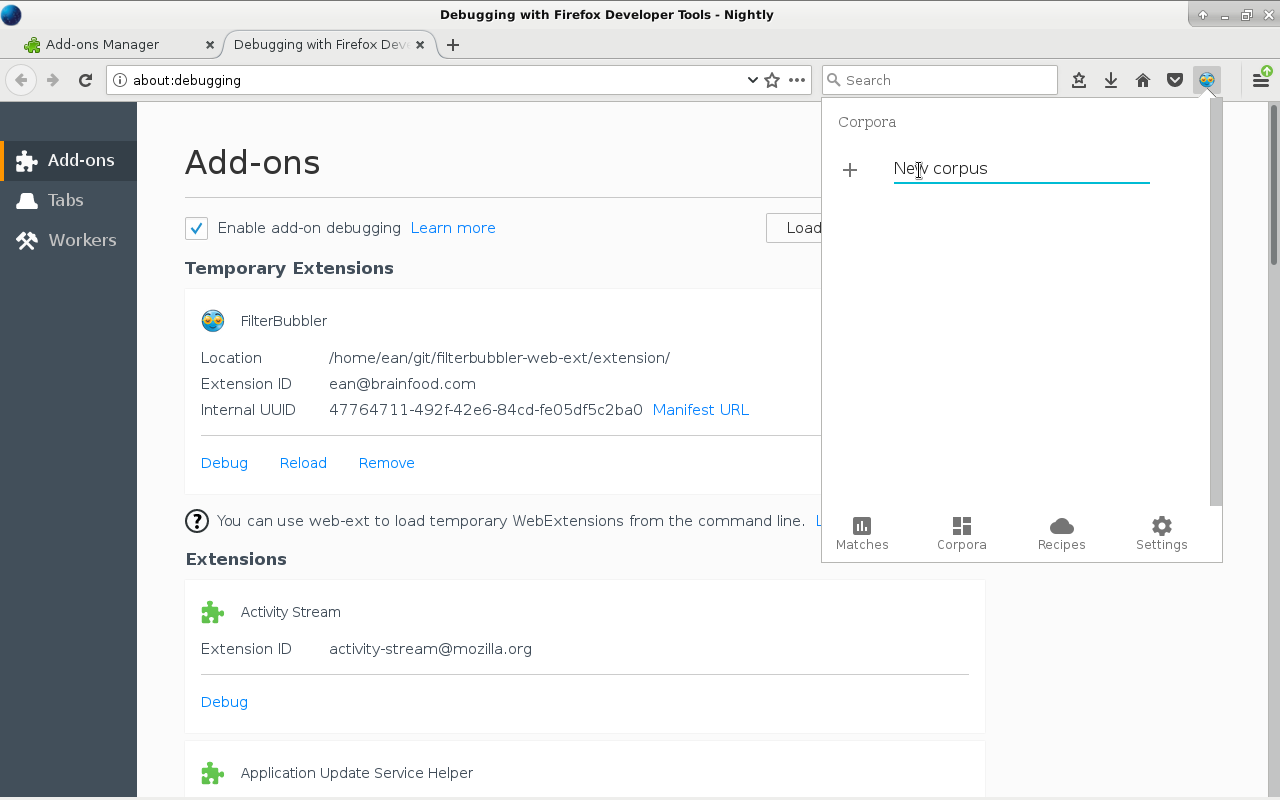 Debugging with Firefox Developer Tools - Nightly
Add-ons Manager
Debugging with Firefox Dev
about:debugging
Search
Add-ons
Tabs
Workers
Add-ons
Enable add-on debugging Learn more
Load
Temporary Extensions
FilterBubbler
Location /home/ean/git/filterbubbler-web-ext/extension/
Extension ID ean@brainfood.com
Internal UUID 47764711-492f-42e6-84cd-fe05df5c2ba0 Manifest URL
Debug Reload Remove
You can use web-ext to load temporary WebExtensions from the command line. L
Extensions
Activity Stream
Extension ID activity-stream@mozilla.org
Debug
Application Update Service Helper
Corpora
New corpus
Matches Corpora Recipes Settings